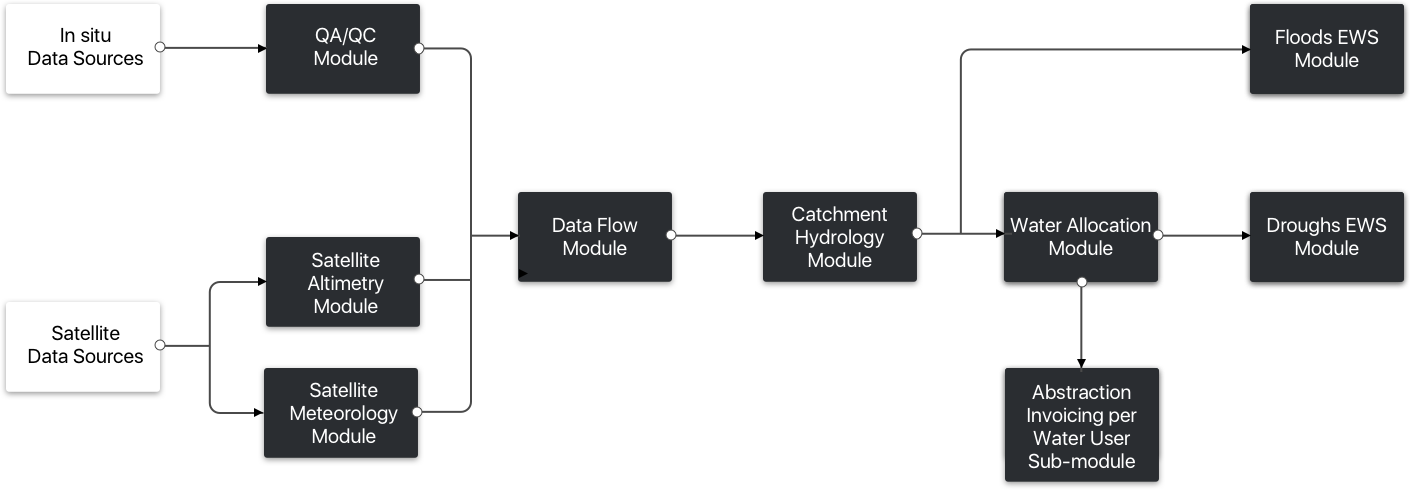 In situ
Data Sources
QA/QC
Module
Floods EWS
Module
Data Flow
Module
Catchment
Hydrology
Module
Water Allocation
Module
Droughs EWS
Module
Satellite
Altimetry
Module
Satellite
Data Sources
Satellite
Meteorology
Module
Abstraction
Invoicing per
Water User
Sub-module